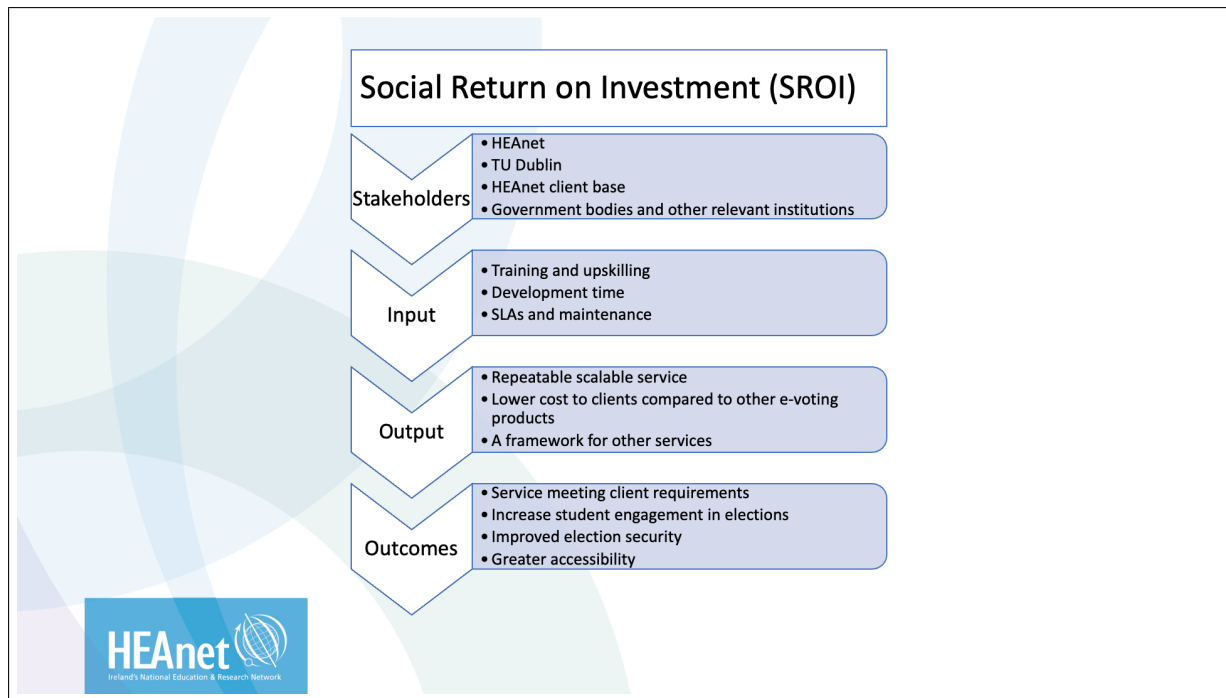 Social Return on Investment (SROI)
Stakeholders
• HEAnet
• TU Dublin
• HEAnet client base
• Government bodies and other relevant institutions
Input
• Training and upskilling
• Development time
• SLAs and maintenance
Output
• Repeatable scalable service
• Lower cost to clients compared to other e-voting
products
• A framework for other services
Outcomes
• Service meeting client requirements
• Increase student engagement in elections
• Improved election security
• Greater accessibility
HEAnet
Ireland's National Education & Research Network